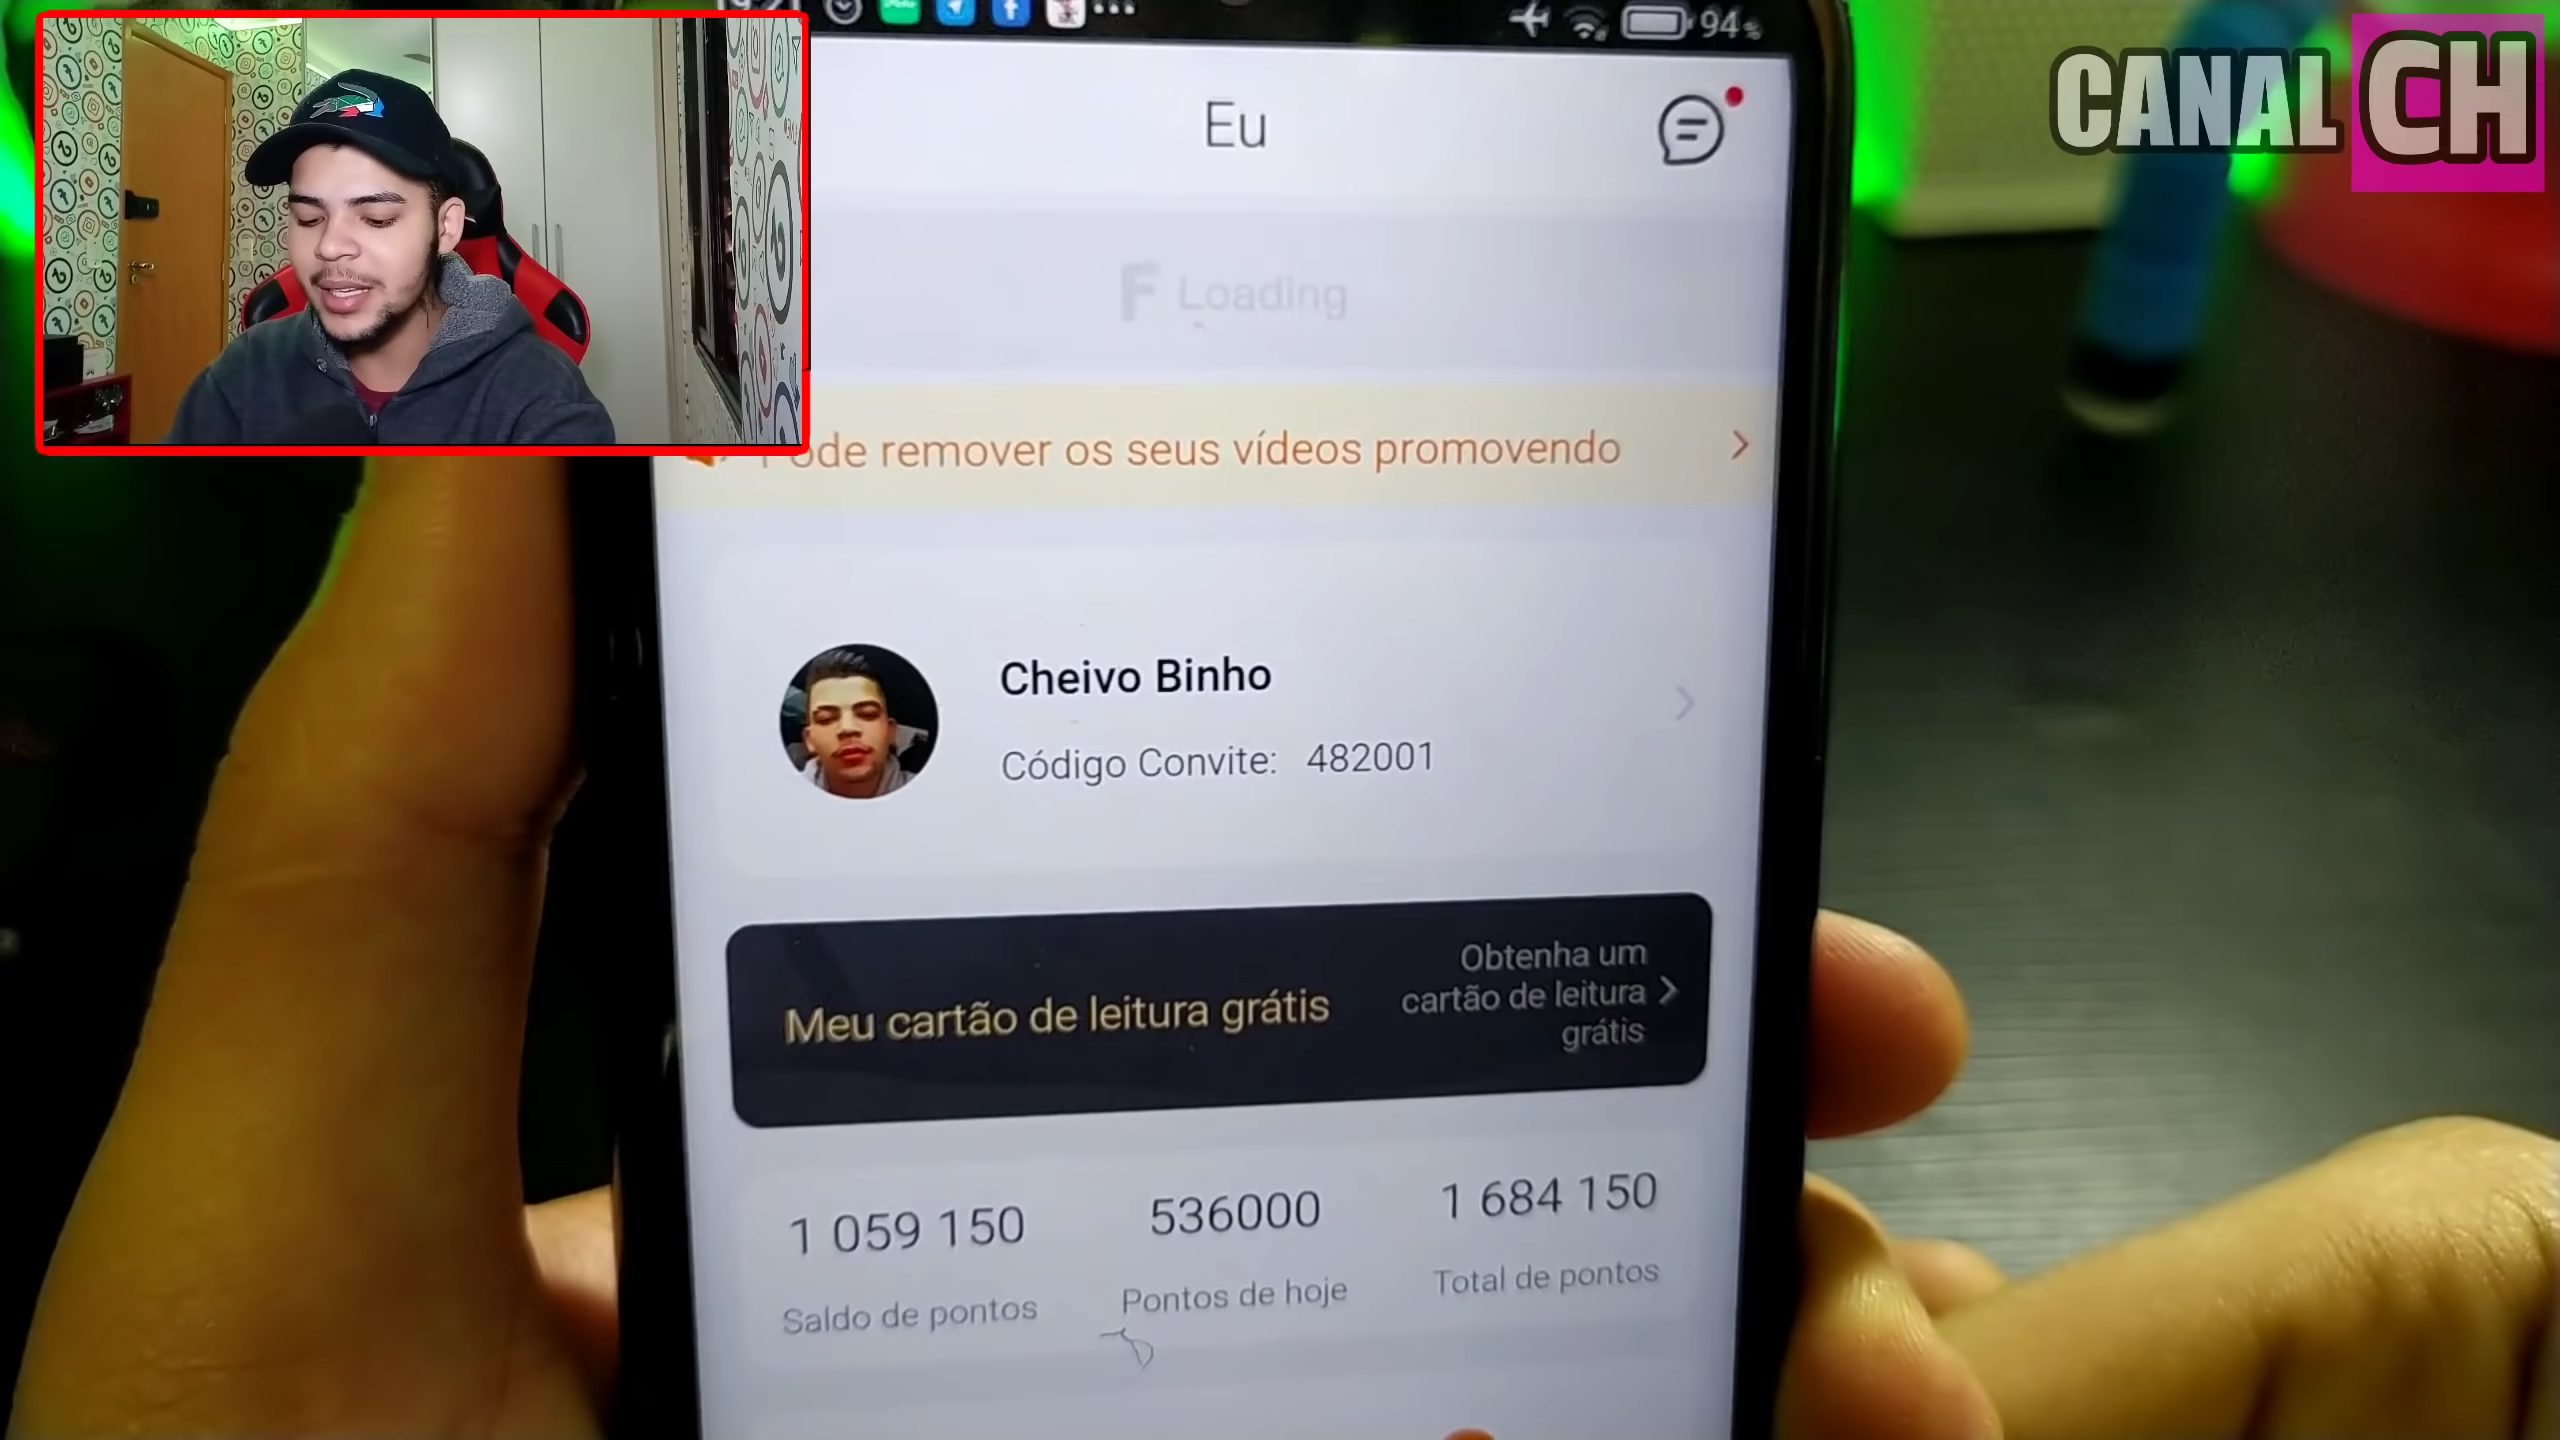 94%
CANAL CH
Eu
F Loading
Pode remover os seus vídeos promovendo
Cheivo Binho
Código Convite: 482001
Meu cartão de leitura grátis
Obtenha um
cartão de leitura
grátis
1 059 150
536000
1 684 150
Saldo de pontos
Pontos de hoje
Total de pontos